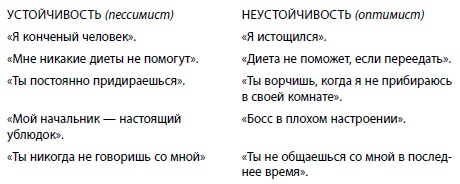 УСТОЙЧИВОСТЬ (пессимист) НЕУСТОЙЧИВОСТЬ (оптимист)
«Я конченый человек». «Я истощился».
«Мне никакие диеты не помогут». «Диета не поможет, если переедать».
«Ты постоянно придираешься». «Ты ворчишь, когда я не прибираюсь
в своей комнате».
«Мой начальник — настоящий «Босс в плохом настроении».
ублюдок».
«Ты никогда не говоришь со мной» «Ты не общаешься со мной в послед-
нее время».